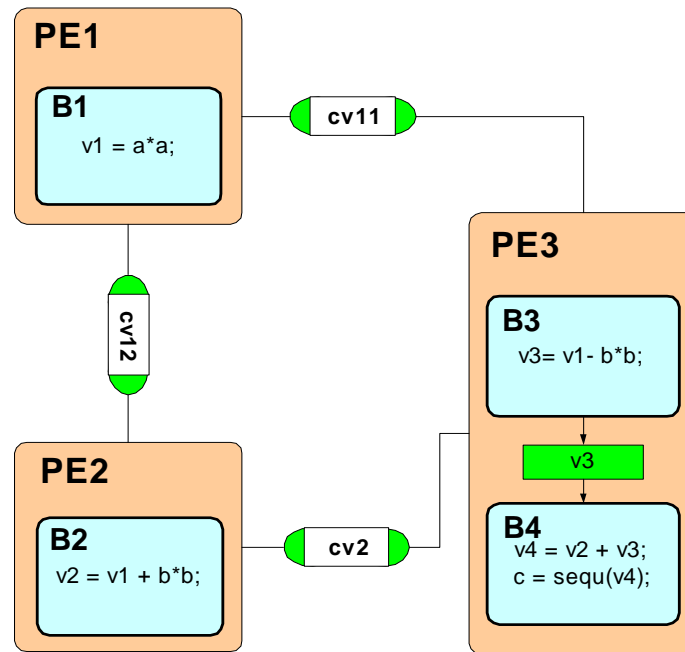 PE1
B1
v1 = a*a;
cv11
cv12
PE2
B2
v2 = v1 + b*b;
cv2
PE3
B3
v3= v1- b*b;
v3
B4
v4 = v2 + v3;
c = sequ(v4);